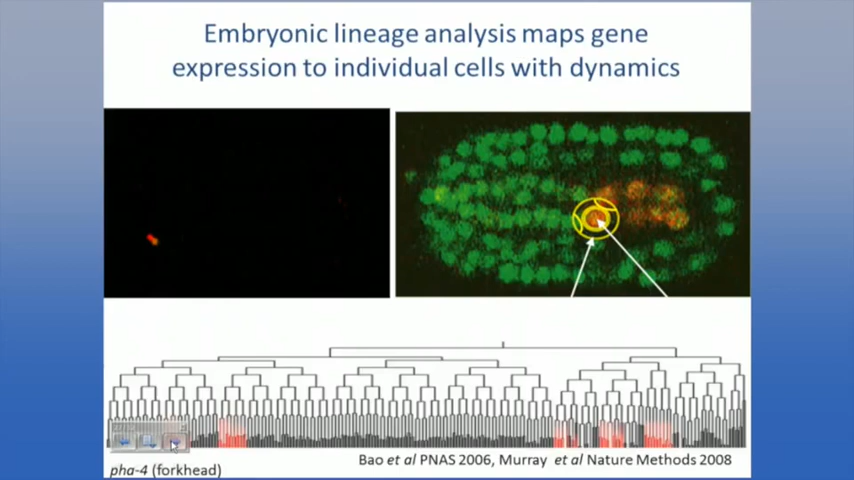 Embryonic lineage analysis maps gene
expression to individual cells with dynamics
pha-4 (forkhead)
Bao et al PNAS 2006, Murray et al Nature Methods 2008